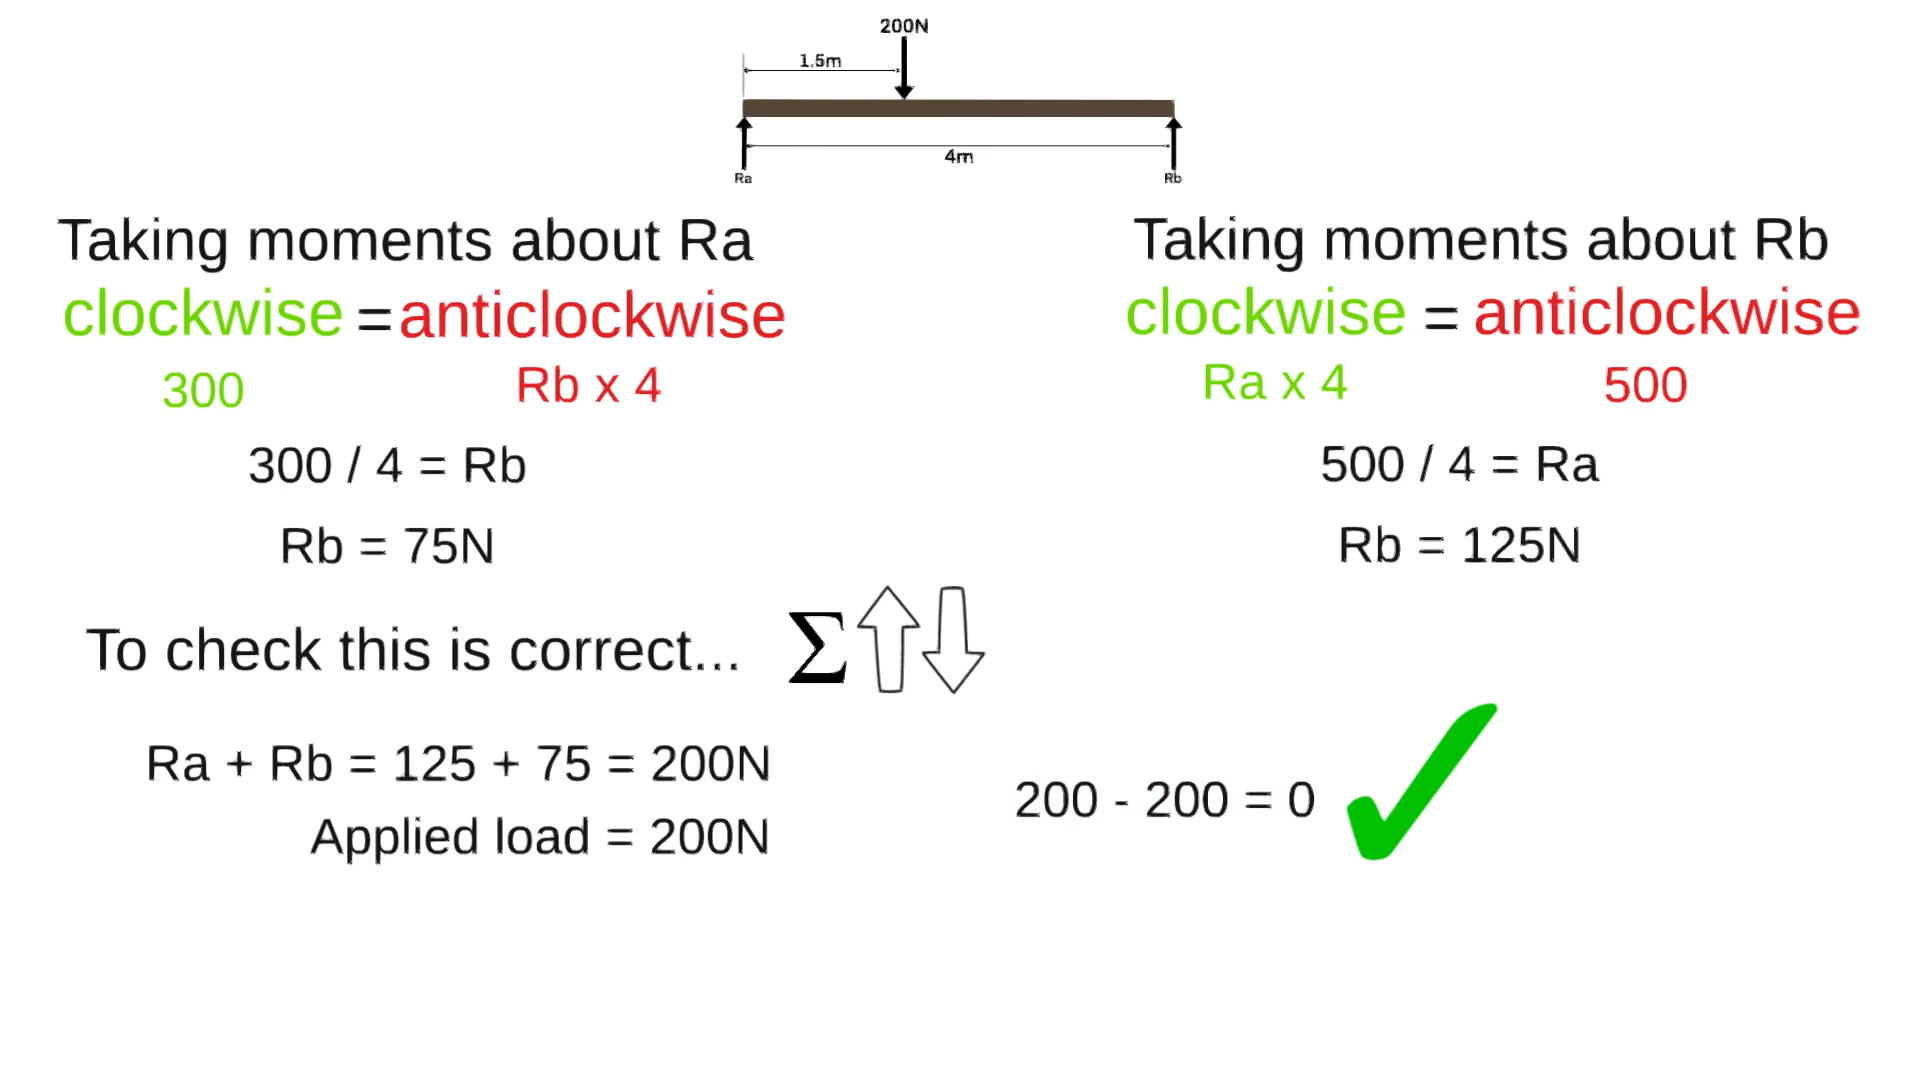 200N
1.5m
4m
Ra
Rb
Taking moments about Ra
clockwise = anticlockwise
300
Rb x 4
300 / 4 = Rb
Rb = 75N
Taking moments about Rb
clockwise = anticlockwise
Ra x 4
500
500 / 4 = Ra
Rb = 125N
To check this is correct... Σ
Ra + Rb = 125 + 75 = 200N
Applied load = 200N
200 - 200 = 0